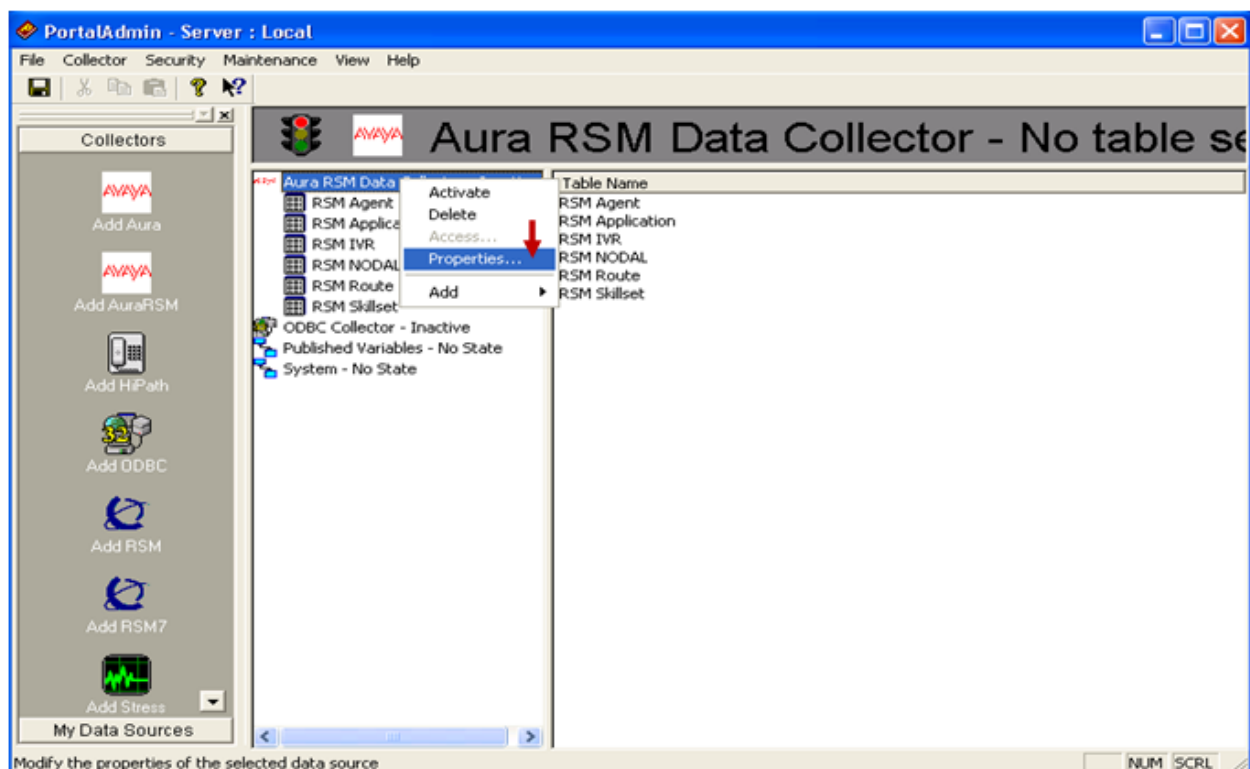 PortalAdmin - Server : Local
File Collector Security Maintenance View Help
Collectors
AVAYA
Add Aura
AVAYA
Add AuraRSM
Add HiPath
32
Add ODBC
Add RSM
Add RSM7
Add Stress
My Data Sources
AVAYA Aura RSM Data Collector - No table se
Aura RSM Data
RSM Agent
RSM Applica
RSM IVR
RSM NODAL
RSM Route
RSM Skillset
ODBC Collector - Inactive
Published Variables - No State
System - No State
Activate
Delete
Access...
Properties...
Add
Table Name
RSM Agent
RSM Application
RSM IVR
RSM NODAL
RSM Route
RSM Skillset
Modify the properties of the selected data source
NUM SCRL